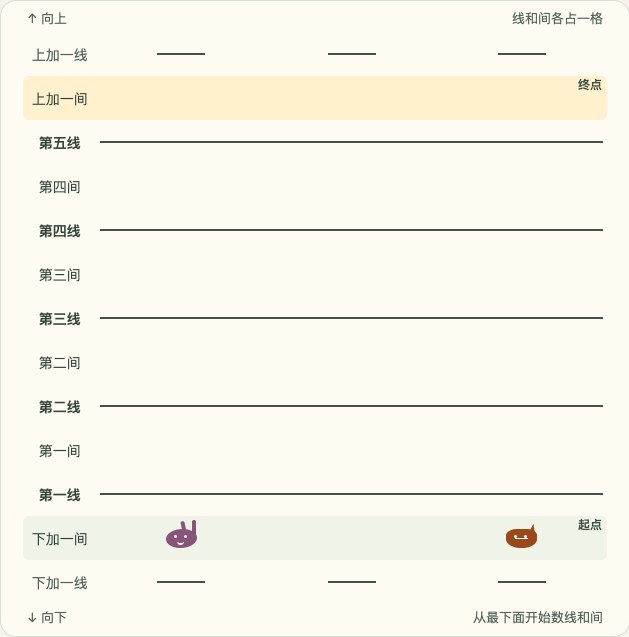 ↑ 向上 线和间各占一格
上加一线
终点
上加一间
第五线
第四间
第四线
第三间
第三线
第二间
第二线
第一间
第一线
起点
下加一间
下加一线
↓ 向下 从最下面开始数线和间